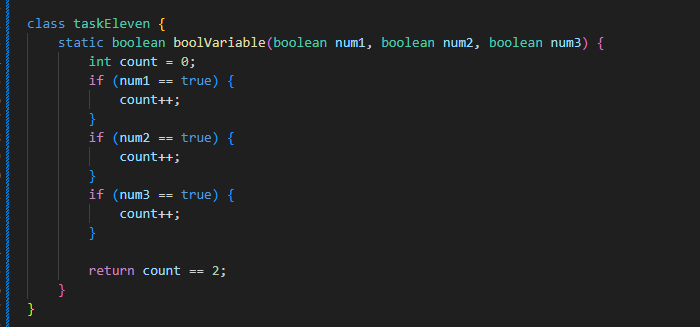 class taskEleven {
    static boolean boolVariable(boolean num1, boolean num2, boolean num3) {
        int count = 0;
        if (num1 == true) {
            count++;
        }
        if (num2 == true) {
            count++;
        }
        if (num3 == true) {
            count++;
        }

        return count == 2;
    }
}